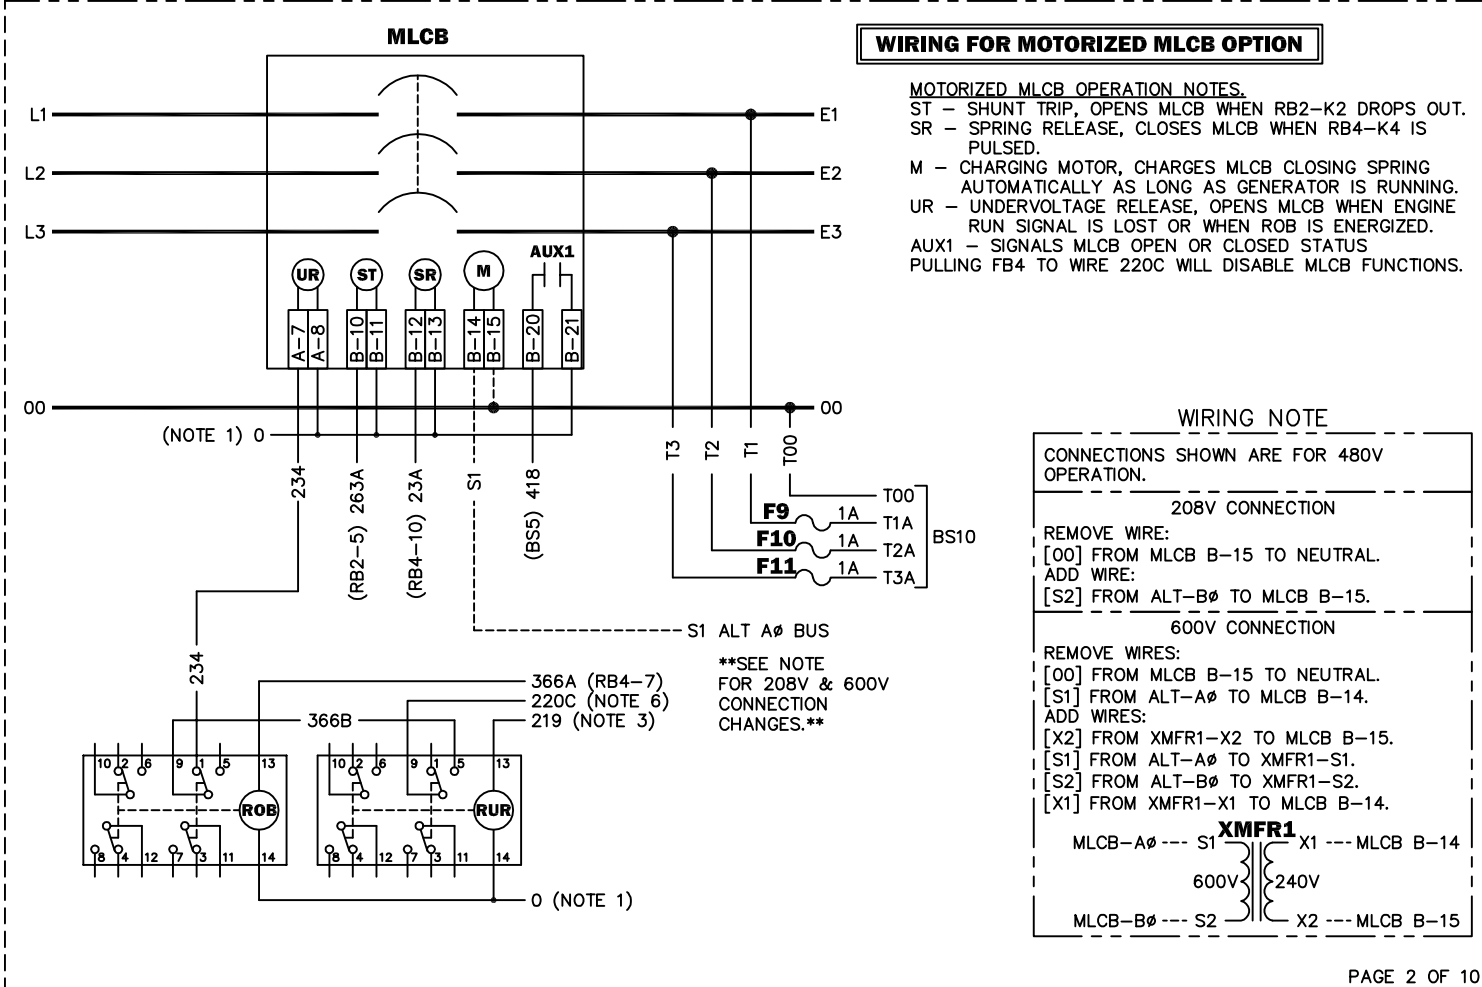 MLCB
WIRING FOR MOTORIZED MLCB OPTION
MOTORIZED MLCB OPERATION NOTES.
ST – SHUNT TRIP, OPENS MLCB WHEN RB2-K2 DROPS OUT.
SR – SPRING RELEASE, CLOSES MLCB WHEN RB4-K4 IS
PULSED.
M – CHARGING MOTOR, CHARGES MLCB CLOSING SPRING
AUTOMATICALLY AS LONG AS GENERATOR IS RUNNING.
UR – UNDERVOLTAGE RELEASE, OPENS MLCB WHEN ENGINE
RUN SIGNAL IS LOST OR WHEN ROB IS ENERGIZED.
AUX1 – SIGNALS MLCB OPEN OR CLOSED STATUS
PULLING FB4 TO WIRE 220C WILL DISABLE MLCB FUNCTIONS.
L1 E1
L2 E2
L3 E3
UR ST SR M AUX1
A-7 A-8 B-10 B-11 B-12 B-13 B-14 B-15 B-20 B-21
00 00
(NOTE 1) 0
234
(RB2-5) 263A
(RB4-10) 23A
S1
(BS5) 418
T3 T2 T1 T00
T00
F9 1A T1A
F10 1A T2A
F11 1A T3A
BS10
S1 ALT AØ BUS
**SEE NOTE
FOR 208V & 600V
CONNECTION
CHANGES.**
234
366A (RB4-7)
220C (NOTE 6)
219 (NOTE 3)
366B
10 2 6 9 1 5 13
ROB
8 4 12 7 3 11 14
10 2 6 9 1 5 13
RUR
8 4 12 7 3 11 14
0 (NOTE 1)
WIRING NOTE
CONNECTIONS SHOWN ARE FOR 480V
OPERATION.
208V CONNECTION
REMOVE WIRE:
[00] FROM MLCB B-15 TO NEUTRAL.
ADD WIRE:
[S2] FROM ALT-BØ TO MLCB B-15.
600V CONNECTION
REMOVE WIRES:
[00] FROM MLCB B-15 TO NEUTRAL.
[S1] FROM ALT-AØ TO MLCB B-14.
ADD WIRES:
[X2] FROM XMFR1-X2 TO MLCB B-15.
[S1] FROM ALT-AØ TO XMFR1-S1.
[S2] FROM ALT-BØ TO XMFR1-S2.
[X1] FROM XMFR1-X1 TO MLCB B-14.
XMFR1
MLCB-AØ ---- S1 X1 --- MLCB B-14
600V 240V
MLCB-BØ ---- S2 X2 --- MLCB B-15
PAGE 2 OF 10